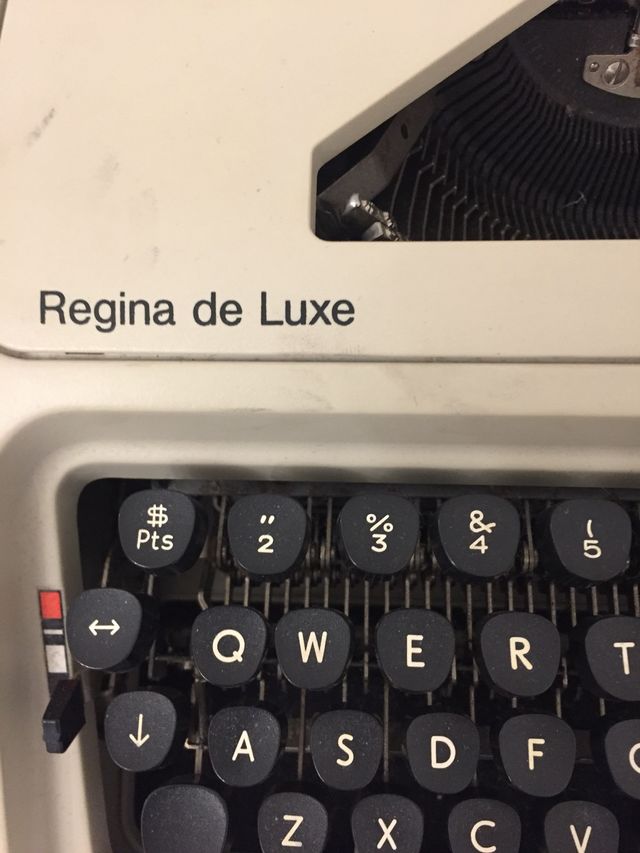 Regina de Luxe
$ " % & (
Pts 2 3 4 5
↔ Q W E R T
↓ A S D F
Z X C V